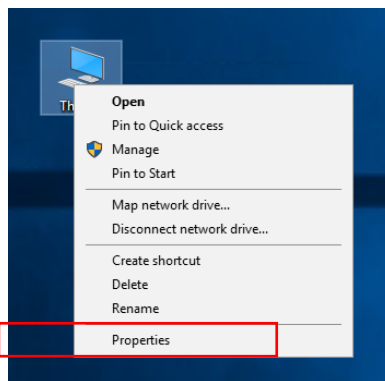 Th
Open
Pin to Quick access
Manage
Pin to Start
Map network drive...
Disconnect network drive...
Create shortcut
Delete
Rename
Properties